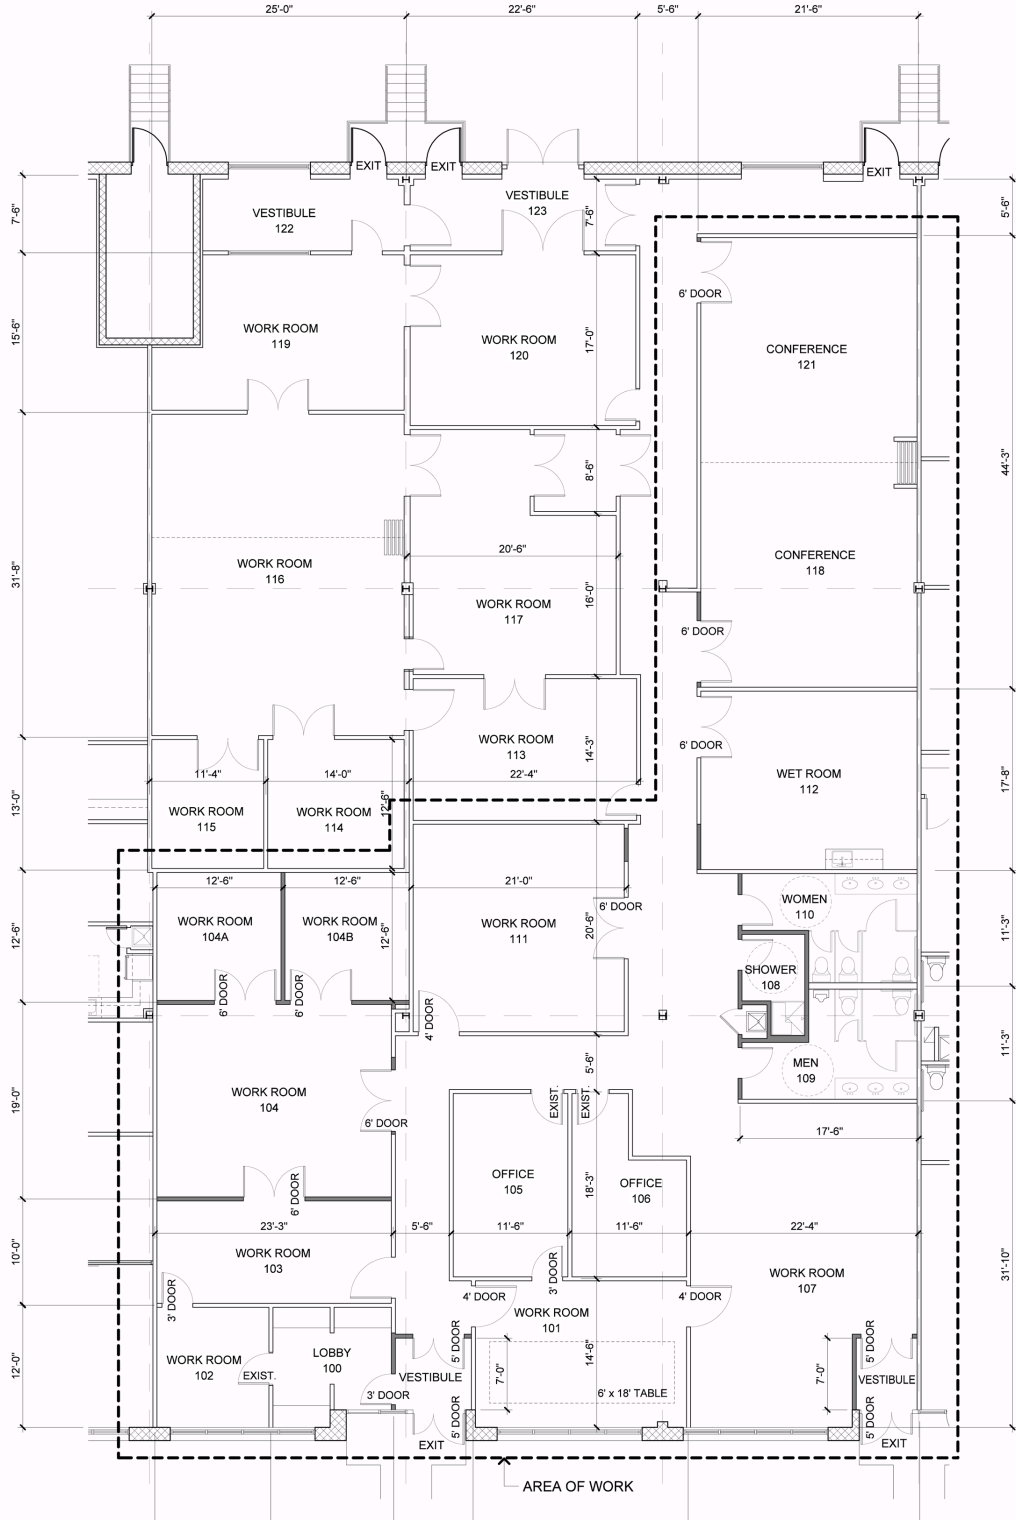 25'-0"
22'-6"
5'-6"
21'-6"
EXIT
EXIT
EXIT
7'-6"
VESTIBULE
122
VESTIBULE
123
7'-6"
5'-6"
6' DOOR
15'-6"
WORK ROOM
119
WORK ROOM
120
17'-0"
CONFERENCE
121
8'-6"
44'-3"
20'-6"
31'-8"
WORK ROOM
116
WORK ROOM
117
16'-0"
CONFERENCE
118
6' DOOR
WORK ROOM
113
14'-3"
6' DOOR
11'-4"
14'-0"
22'-4"
WET ROOM
112
17'-8"
13'-0"
WORK ROOM
115
WORK ROOM
114
12'-6"
12'-6"
12'-6"
21'-0"
6' DOOR
WOMEN
110
11'-3"
12'-6"
WORK ROOM
104A
WORK ROOM
104B
12'-6"
WORK ROOM
111
20'-6"
SHOWER
108
6' DOOR
6' DOOR
4' DOOR
5'-6"
MEN
109
11'-3"
19'-0"
WORK ROOM
104
6' DOOR
EXIST.
EXIST.
17'-6"
OFFICE
105
18'-3"
OFFICE
106
6' DOOR
23'-3"
5'-6"
11'-6"
11'-6"
22'-4"
31'-10"
10'-0"
WORK ROOM
103
3' DOOR
WORK ROOM
107
3' DOOR
4' DOOR
4' DOOR
WORK ROOM
101
12'-0"
WORK ROOM
102
EXIST.
LOBBY
100
3' DOOR
5' DOOR
VESTIBULE
7'-0"
14'-6"
6' x 18' TABLE
7'-0"
5' DOOR
VESTIBULE
5' DOOR
EXIT
5' DOOR
EXIT
AREA OF WORK